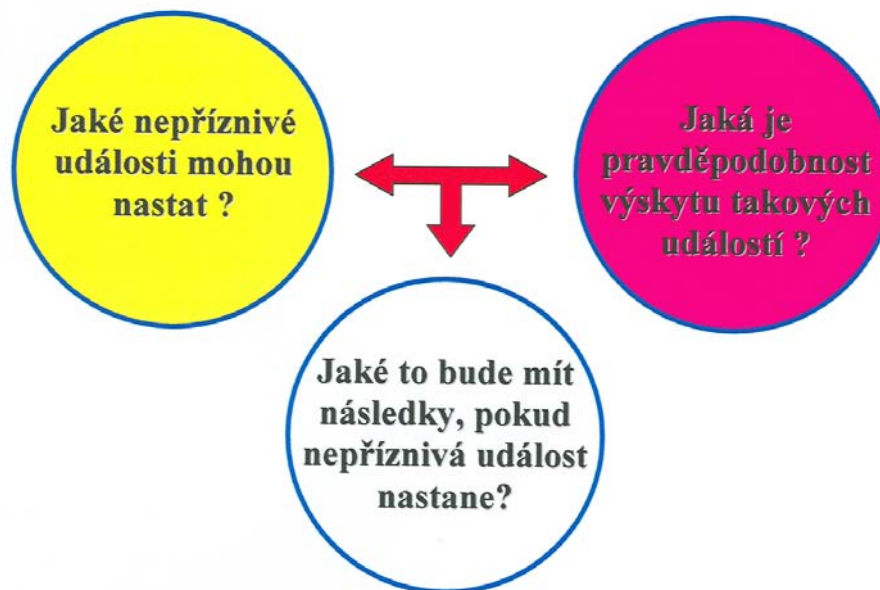 Jaké nepříznivé
události mohou
nastat ?
Jaká je
pravděpodobnost
výskytu takových
událostí ?
Jaké to bude mít
následky, pokud
nepříznivá událost
nastane?